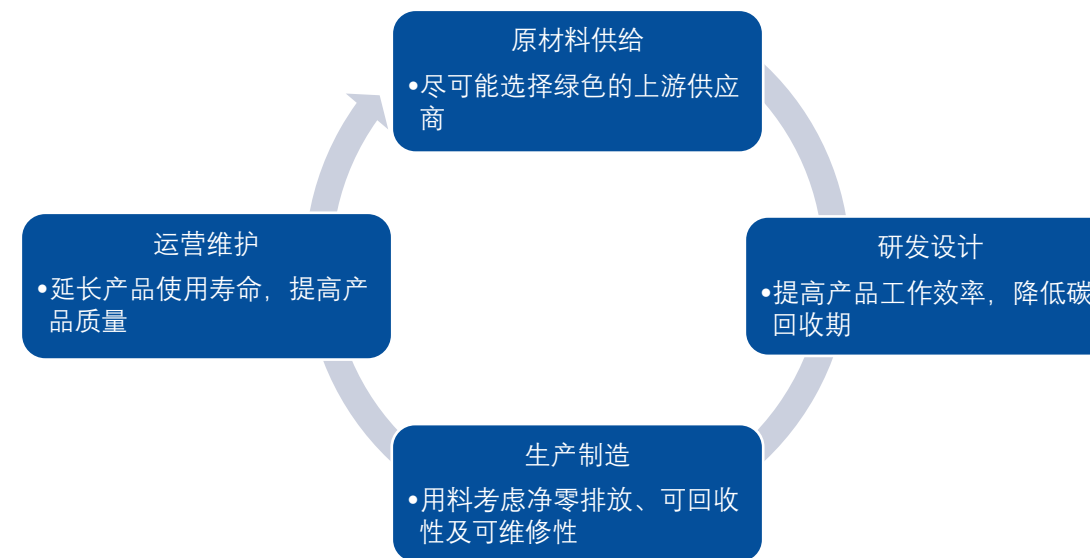 原材料供给
•尽可能选择绿色的上游供应
商
运营维护
•延长产品使用寿命，提高产
品质量
研发设计
•提高产品工作效率，降低碳
回收期
生产制造
•用料考虑净零排放、可回收
性及可维修性